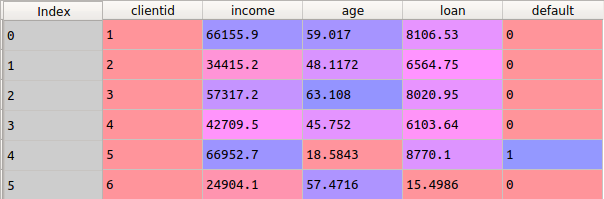 Index clientid income age loan default
0 1 66155.9 59.017 8106.53 0
1 2 34415.2 48.1172 6564.75 0
2 3 57317.2 63.108 8020.95 0
3 4 42709.5 45.752 6103.64 0
4 5 66952.7 18.5843 8770.1 1
5 6 24904.1 57.4716 15.4986 0